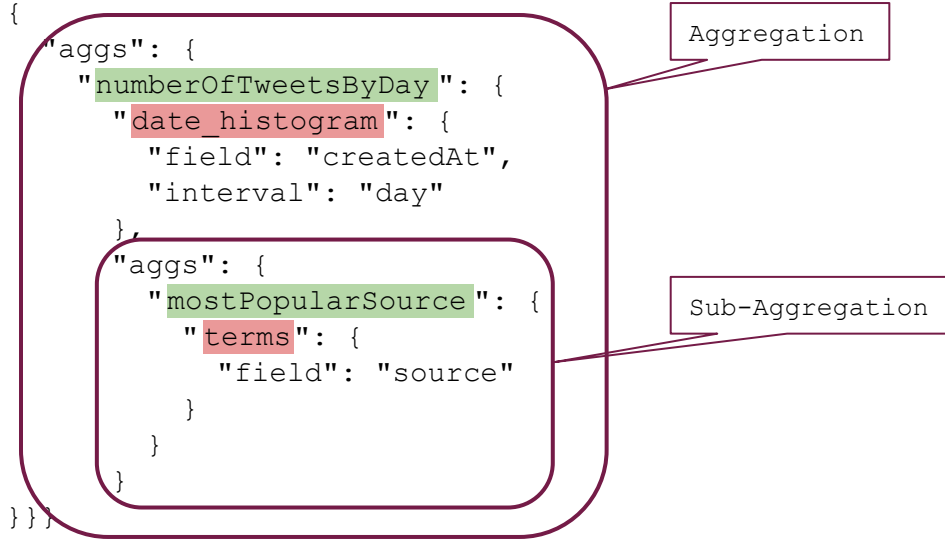 {
"aggs": {
"numberOfTweetsByDay": {
"date_histogram": {
"field": "createdAt",
"interval": "day"
},
"aggs": {
"mostPopularSource": {
"terms": {
"field": "source"
}
}
}
}}}
Aggregation
Sub-Aggregation